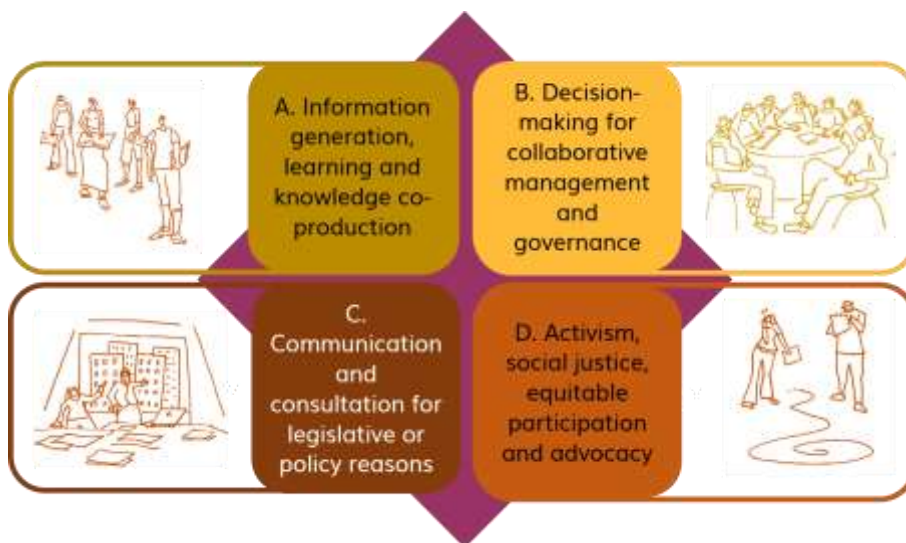 A. Information
generation,
learning and
knowledge co-
production
B. Decision-
making for
collaborative
management
and
governance
C.
Communication
and
consultation for
legislative or
policy reasons
D. Activism,
social justice,
equitable
participation
and advocacy